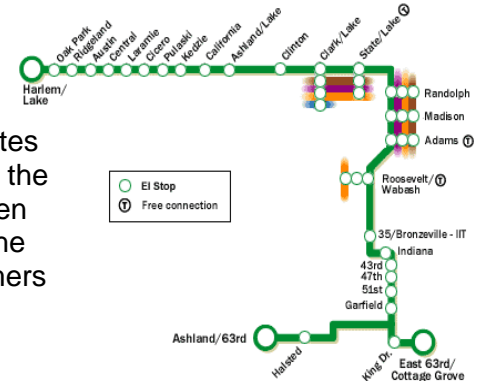 Oak Park
Ridgeland
Austin
Central
Laramie
Cicero
Pulaski
Kedzie
California
Ashland/Lake
Clinton
Clark/Lake
State/Lake Ⓣ
Harlem/
Lake
Randolph
Madison
Adams Ⓣ
tes
the
en
ne
ners
El Stop
Ⓣ Free connection
Roosevelt/Ⓣ
Wabash
35/Bronzeville - IIT
Indiana
43rd
47th
51st
Garfield
Ashland/63rd
Halsted
King Dr.
East 63rd/
Cottage Grove